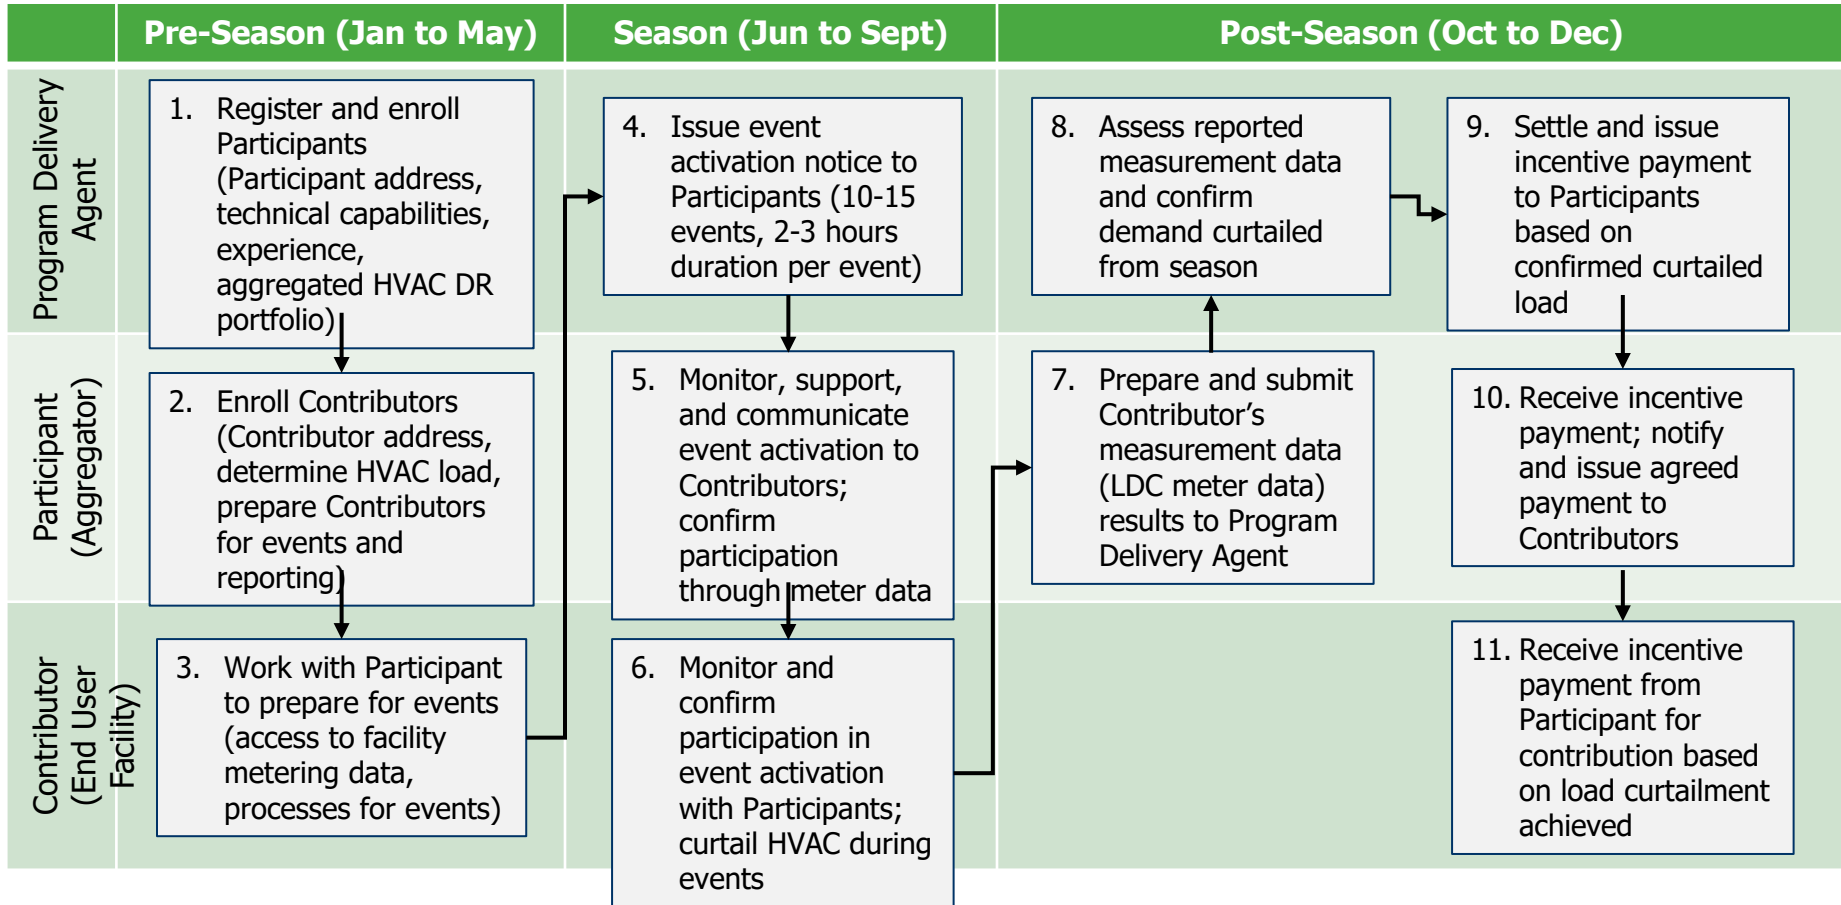 Pre-Season (Jan to May)
Season (Jun to Sept)
Post-Season (Oct to Dec)
Program Delivery
Agent
1. Register and enroll
Participants
(Participant address,
technical capabilities,
experience,
aggregated HVAC DR
portfolio)
4. Issue event
activation notice to
Participants (10-15
events, 2-3 hours
duration per event)
8. Assess reported
measurement data
and confirm
demand curtailed
from season
9. Settle and issue
incentive payment
to Participants
based on
confirmed curtailed
load
Participant
(Aggregator)
2. Enroll Contributors
(Contributor address,
determine HVAC load,
prepare Contributors
for events and
reporting)
5. Monitor, support,
and communicate
event activation to
Contributors;
confirm
participation
through meter data
7. Prepare and submit
Contributor’s
measurement data
(LDC meter data)
results to Program
Delivery Agent
10. Receive incentive
payment; notify
and issue agreed
payment to
Contributors
Contributor
(End User
Facility)
3. Work with Participant
to prepare for events
(access to facility
metering data,
processes for events)
6. Monitor and
confirm
participation in
event activation
with Participants;
curtail HVAC during
events
11. Receive incentive
payment from
Participant for
contribution based
on load curtailment
achieved